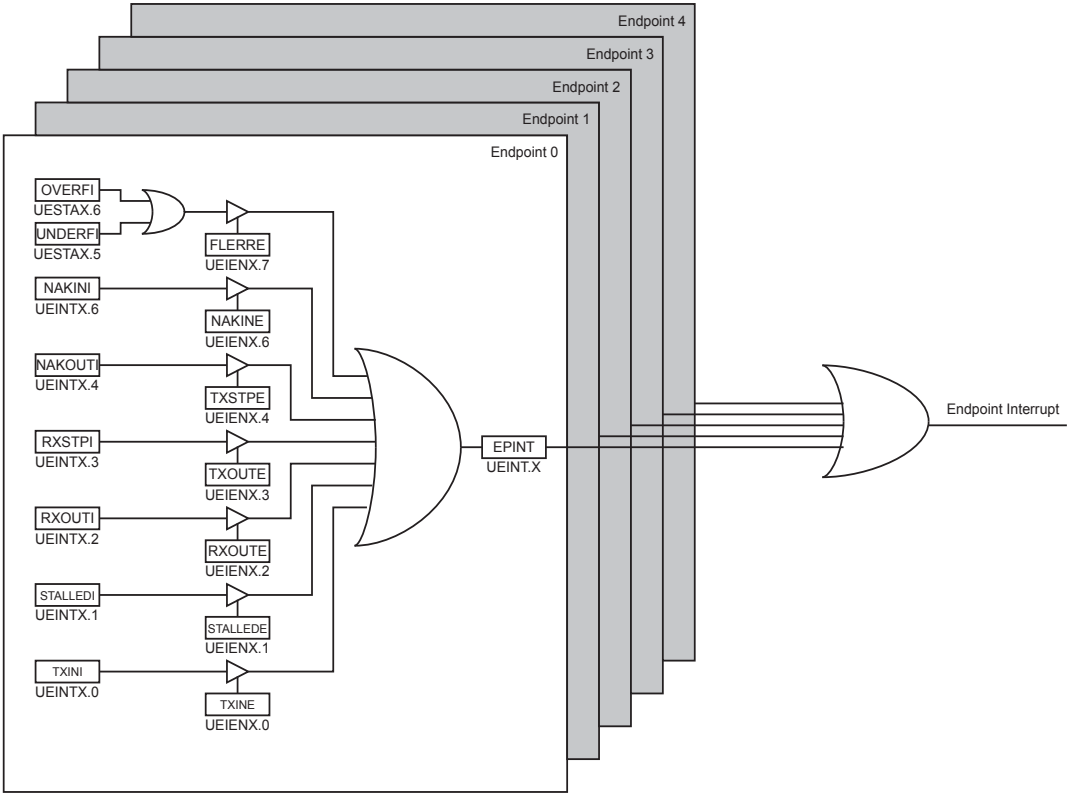 Endpoint 4
Endpoint 3
Endpoint 2
Endpoint 1
Endpoint 0
OVERFI
UESTAX.6
UNDERFI
UESTAX.5
FLERRE
UEIENX.7
NAKINI
UEINTX.6
NAKINE
UEIENX.6
NAKOUTI
UEINTX.4
TXSTPE
UEIENX.4
RXSTPI
UEINTX.3
TXOUTE
UEIENX.3
RXOUTI
UEINTX.2
RXOUTE
UEIENX.2
STALLEDI
UEINTX.1
STALLEDE
UEIENX.1
TXINI
UEINTX.0
TXINE
UEIENX.0
EPINT
UEINT.X
Endpoint Interrupt